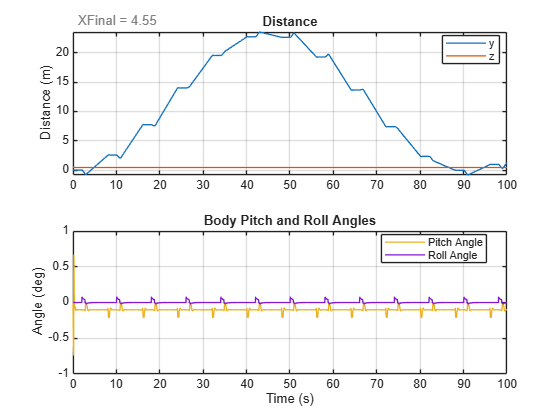 XFinal = 4.55
Distance
Distance (m)
20
15
10
5
0
y
z
0 10 20 30 40 50 60 70 80 90 100
Body Pitch and Roll Angles
Angle (deg)
1
0.5
0
-0.5
-1
Pitch Angle
Roll Angle
0 10 20 30 40 50 60 70 80 90 100
Time (s)